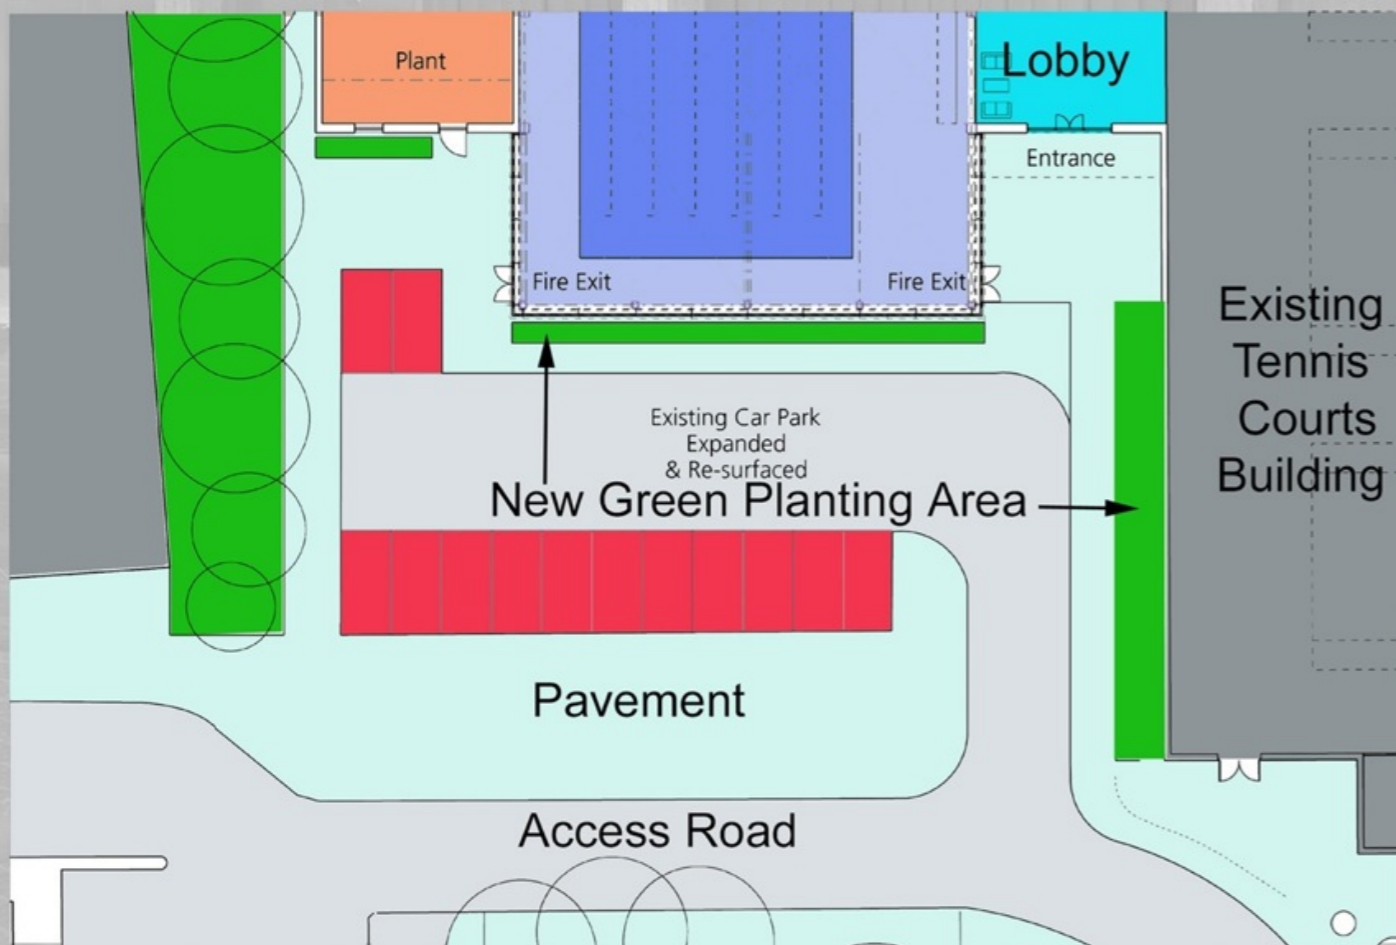 Plant
Lobby
Entrance
Fire Exit
Fire Exit
Existing
Tennis
Courts
Building
Existing Car Park
Expanded
& Re-surfaced
New Green Planting Area
Pavement
Access Road